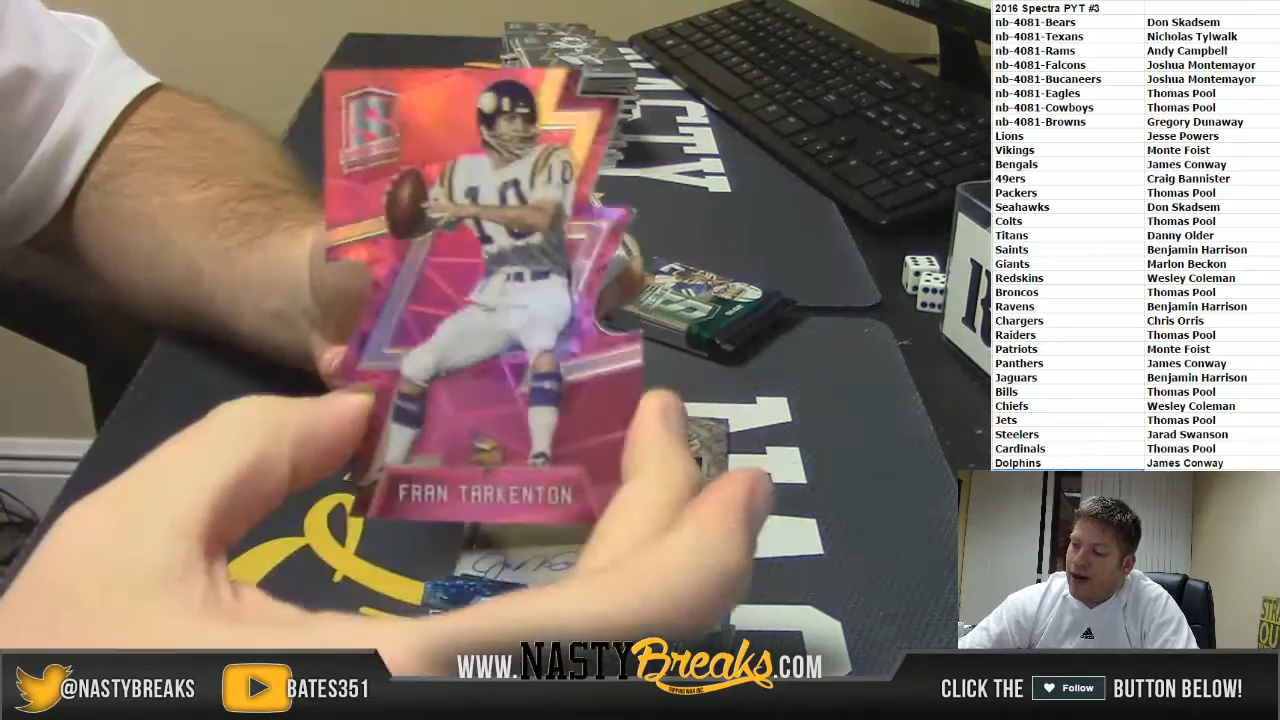 2016 Spectra PYT #3
nb-4081-Bears Don Skadsem
nb-4081-Texans Nicholas Tylwalk
nb-4081-Rams Andy Campbell
nb-4081-Falcons Joshua Montemayor
nb-4081-Bucaneers Joshua Montemayor
nb-4081-Eagles Thomas Pool
nb-4081-Cowboys Thomas Pool
nb-4081-Browns Gregory Dunaway
Lions Jesse Powers
Vikings Monte Foist
Bengals James Conway
49ers Craig Bannister
Packers Thomas Pool
Seahawks Don Skadsem
Colts Thomas Pool
Titans Danny Older
Saints Benjamin Harrison
Giants Marlon Beckon
Redskins Wesley Coleman
Broncos Thomas Pool
Ravens Benjamin Harrison
Chargers Chris Orris
Raiders Thomas Pool
Patriots Monte Foist
Panthers James Conway
Jaguars Benjamin Harrison
Bills Thomas Pool
Chiefs Wesley Coleman
Jets Thomas Pool
Steelers Jarad Swanson
Cardinals Thomas Pool
Dolphins James Conway
S
10
10
FRAN TARKENTON
@NASTYBREAKS
BATES351
WWW.NASTYBreaks.COM
RIPPING WAX INC
CLICK THE Follow BUTTON BELOW!